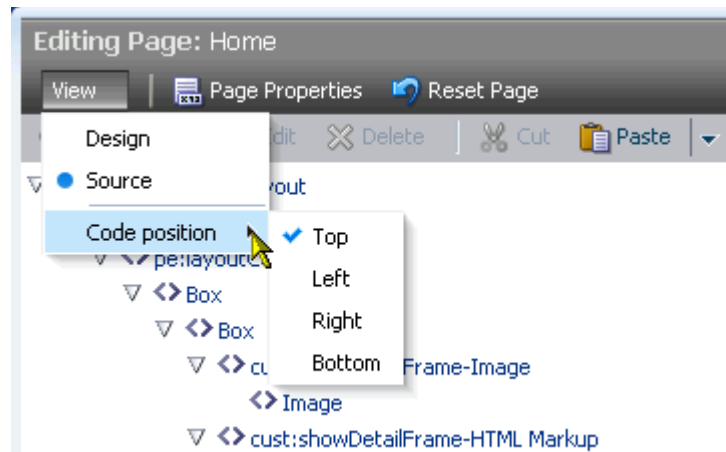 Editing Page: Home
View Page Properties Reset Page
Design
Delete Cut Paste
Source
Code position
Top
Left
Right
Bottom
Box
Box
Frame-Image
Image
cust:showDetailFrame-HTML Markup